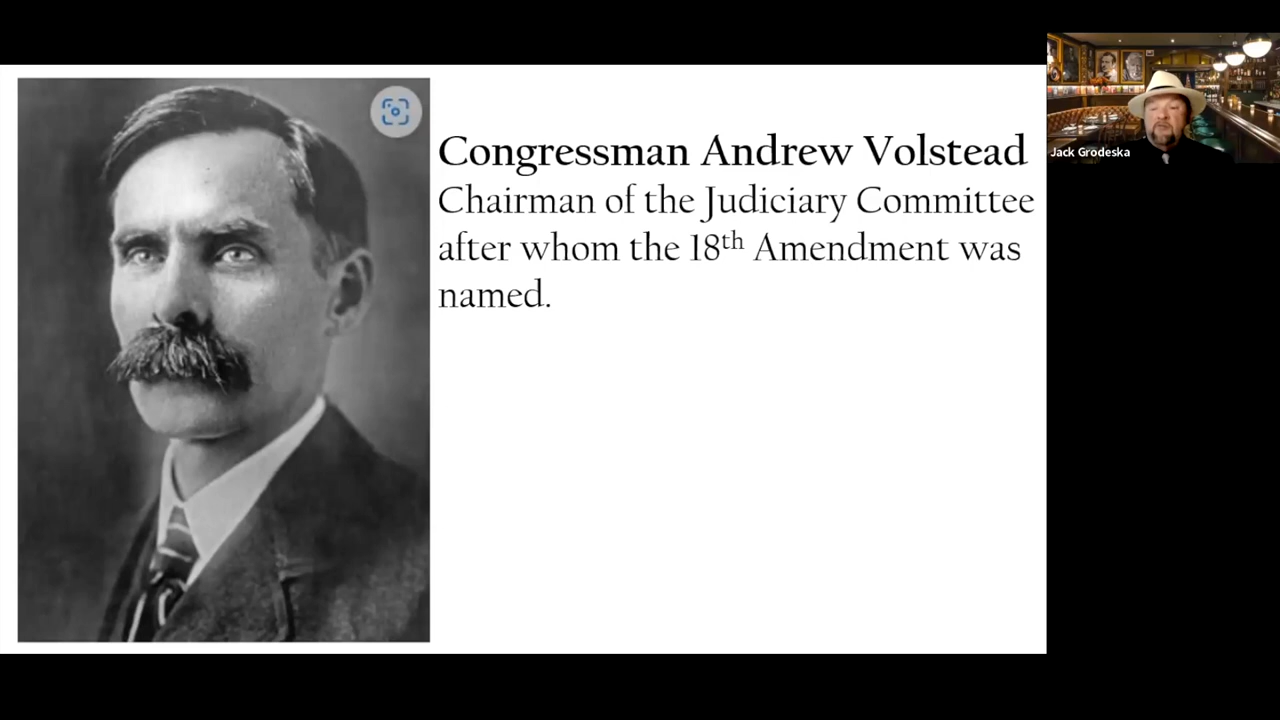 Congressman Andrew Volstead
Chairman of the Judiciary Committee
after whom the 18th Amendment was
named.
Jack Grodeska